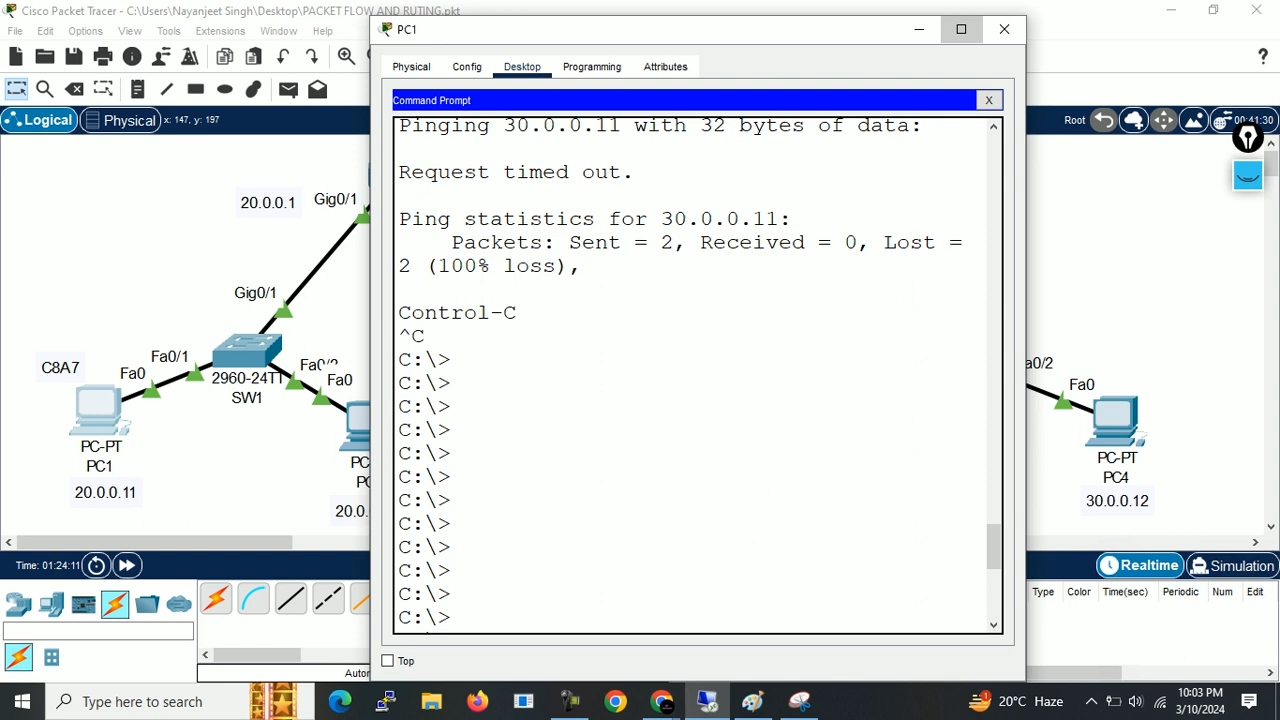 Cisco Packet Tracer - C:\Users\Nayanjeet Singh\Desktop\PACKET FLOW AND RUTING.pkt
File Edit Options View Tools Extensions Window Help
Logical Physical x: 147, y: 197
Root 00:41:30
PC1
Physical Config Desktop Programming Attributes
Command Prompt X
Pinging 30.0.0.11 with 32 bytes of data:
Request timed out.
Ping statistics for 30.0.0.11:
Packets: Sent = 2, Received = 0, Lost =
2 (100% loss),
Control-C
^C
C:\>
C:\>
C:\>
C:\>
C:\>
C:\>
C:\>
C:\>
C:\>
C:\>
C:\>
C:\>
Top
20.0.0.1 Gig0/1
Gig0/1
C8A7
Fa0 Fa0/1
Fa0
2960-24TT
SW1
PC-PT
PC1
20.0.0.11
20.0.
Fa0
PC-PT
PC4
30.0.0.12
Time: 01:24:11
Realtime Simulation
Type Color Time(sec) Periodic Num Edit
Type here to search
20°C Haze
10:03 PM
3/10/2024
?